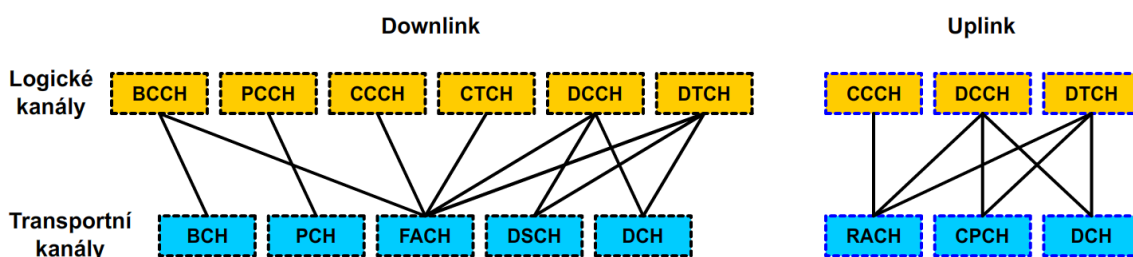 Downlink Uplink
Logické
kanály
BCCH PCCH CCCH CTCH DCCH DTCH CCCH DCCH DTCH
Transportní
kanály
BCH PCH FACH DSCH DCH RACH CPCH DCH